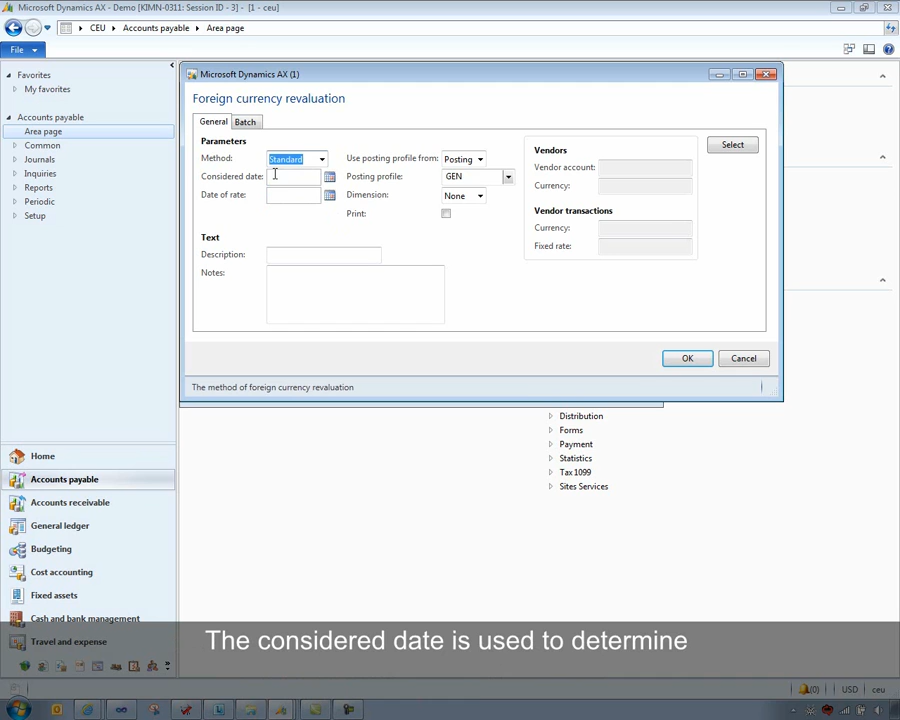 Microsoft Dynamics AX - Demo [KIMN-0311: Session ID - 3] - [1 - ceu]
CEU
Accounts payable
Area page
File
Favorites
My favorites
Accounts payable
Area page
Common
Journals
Inquiries
Reports
Periodic
Setup
Microsoft Dynamics AX (1)
Foreign currency revaluation
General
Batch
Parameters
Method:
Standard
Considered date:
Date of rate:
Use posting profile from:
Posting
Posting profile:
GEN
Dimension:
None
Print:
Text
Description:
Notes:
Vendors
Vendor account:
Currency:
Vendor transactions
Currency:
Fixed rate:
Select
OK
Cancel
The method of foreign currency revaluation
Distribution
Forms
Payment
Statistics
Tax 1099
Sites Services
Home
Accounts payable
Accounts receivable
General ledger
Budgeting
Cost accounting
Fixed assets
Cash and bank management
Travel and expense
The considered date is used to determine
(0)
USD
ceu